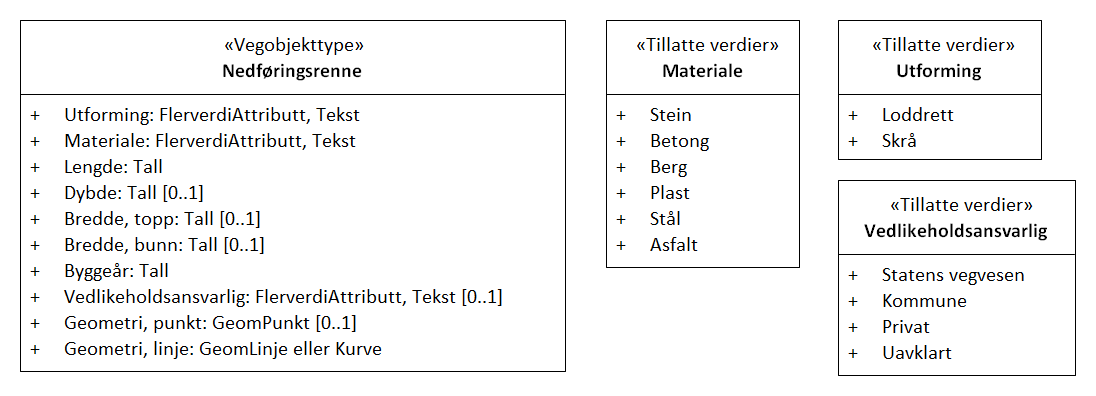 «Vegobjekttype»
Nedføringsrenne
+ Utforming: FlerverdiAttributt, Tekst
+ Materiale: FlerverdiAttributt, Tekst
+ Lengde: Tall
+ Dybde: Tall [0..1]
+ Bredde, topp: Tall [0..1]
+ Bredde, bunn: Tall [0..1]
+ Byggeår: Tall
+ Vedlikeholdsansvarlig: FlerverdiAttributt, Tekst [0..1]
+ Geometri, punkt: GeomPunkt [0..1]
+ Geometri, linje: GeomLinje eller Kurve
«Tillatte verdier»
Materiale
+ Stein
+ Betong
+ Berg
+ Plast
+ Stål
+ Asfalt
«Tillatte verdier»
Utforming
+ Loddrett
+ Skrå
«Tillatte verdier»
Vedlikeholdsansvarlig
+ Statens vegvesen
+ Kommune
+ Privat
+ Uavklart